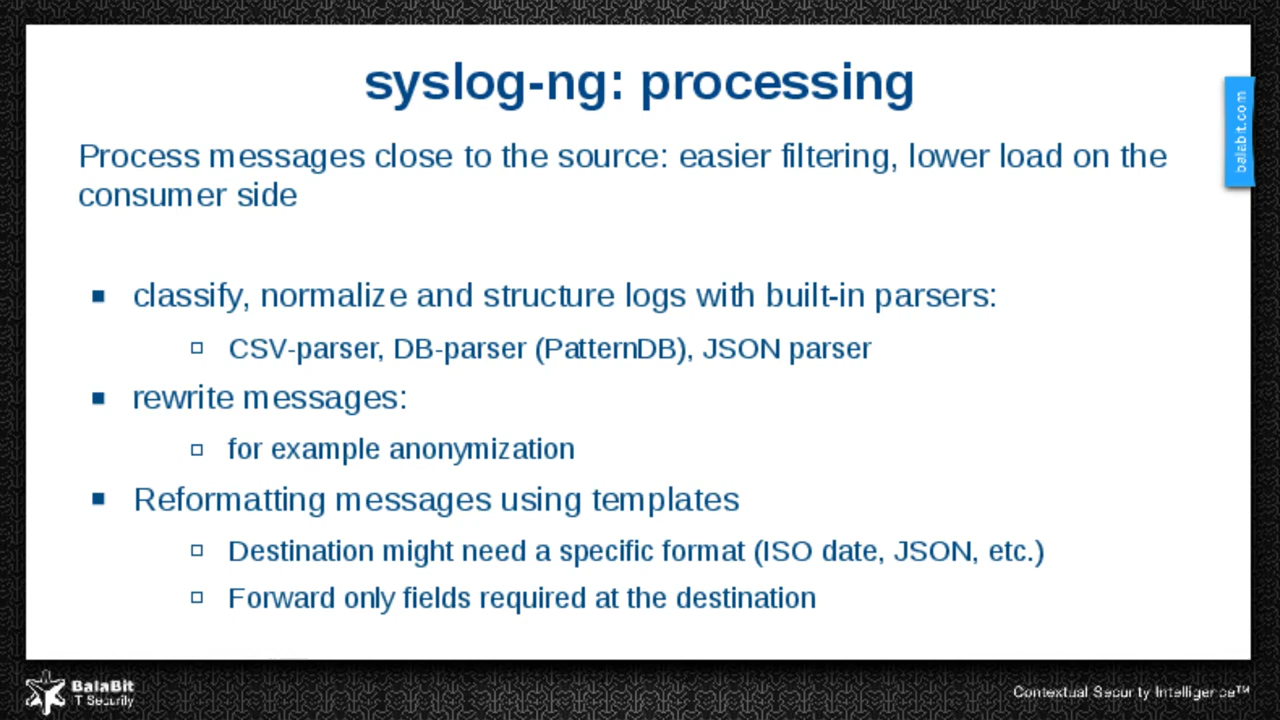 syslog-ng: processing
balabit.com
Process messages close to the source: easier filtering, lower load on the
consumer side
classify, normalize and structure logs with built-in parsers:
CSV-parser, DB-parser (PatternDB), JSON parser
rewrite messages:
for example anonymization
Reformatting messages using templates
Destination might need a specific format (ISO date, JSON, etc.)
Forward only fields required at the destination
BalaBit
IT Security
Contextual Security Intelligence™